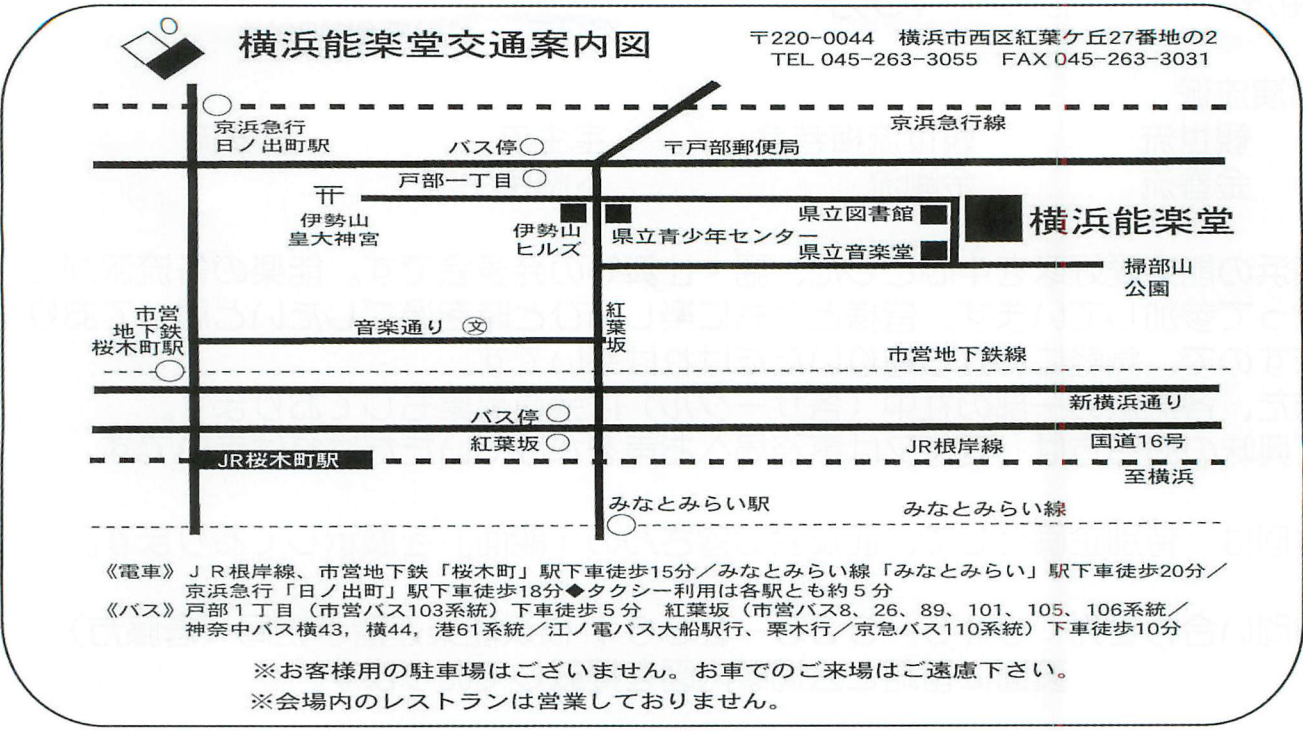 横浜能楽堂交通案内図
〒220-0044 横浜市西区紅葉ケ丘27番地の2
TEL 045-263-3055 FAX 045-263-3031
京浜急行
日ノ出町駅
京浜急行線
バス停
〒戸部郵便局
戸部一丁目
伊勢山
皇大神宮
伊勢山
ヒルズ
県立青少年センター
県立図書館
県立音楽堂
横浜能楽堂
掃部山
公園
市営
地下鉄
桜木町駅
音楽通り 文
紅葉坂
市営地下鉄線
新横浜通り
バス停
紅葉坂
JR根岸線
国道16号
JR桜木町駅
至横浜
みなとみらい駅
みなとみらい線
《電車》ＪＲ根岸線、市営地下鉄「桜木町」駅下車徒歩15分／みなとみらい線「みなとみらい」駅下車徒歩20分／
京浜急行「日ノ出町」駅下車徒歩18分◆タクシー利用は各駅とも約５分
《バス》戸部１丁目（市営バス103系統）下車徒歩５分 紅葉坂（市営バス8、26、89、101、105、106系統／
神奈中バス横43，横44，港61系統／江ノ電バス大船駅行、栗木行／京急バス110系統）下車徒歩10分
※お客様用の駐車場はございません。お車でのご来場はご遠慮下さい。
※会場内のレストランは営業しておりません。